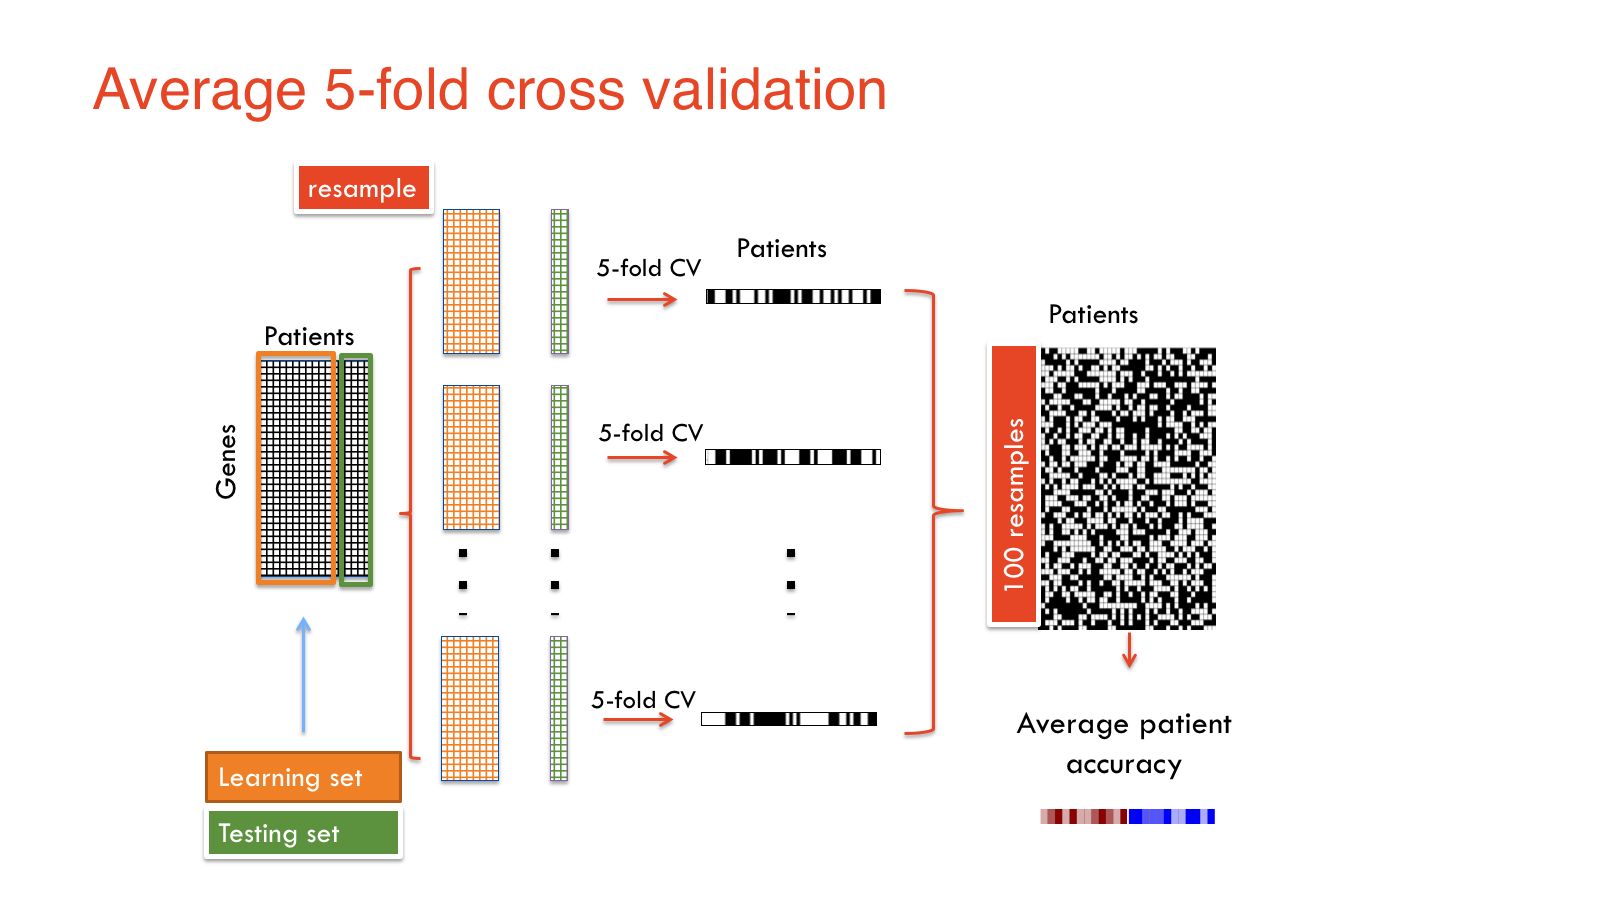 Average 5-fold cross validation
resample
Patients
Genes
Learning set
Testing set
5-fold CV
Patients
5-fold CV
5-fold CV
Patients
100 resamples
Average patient
accuracy